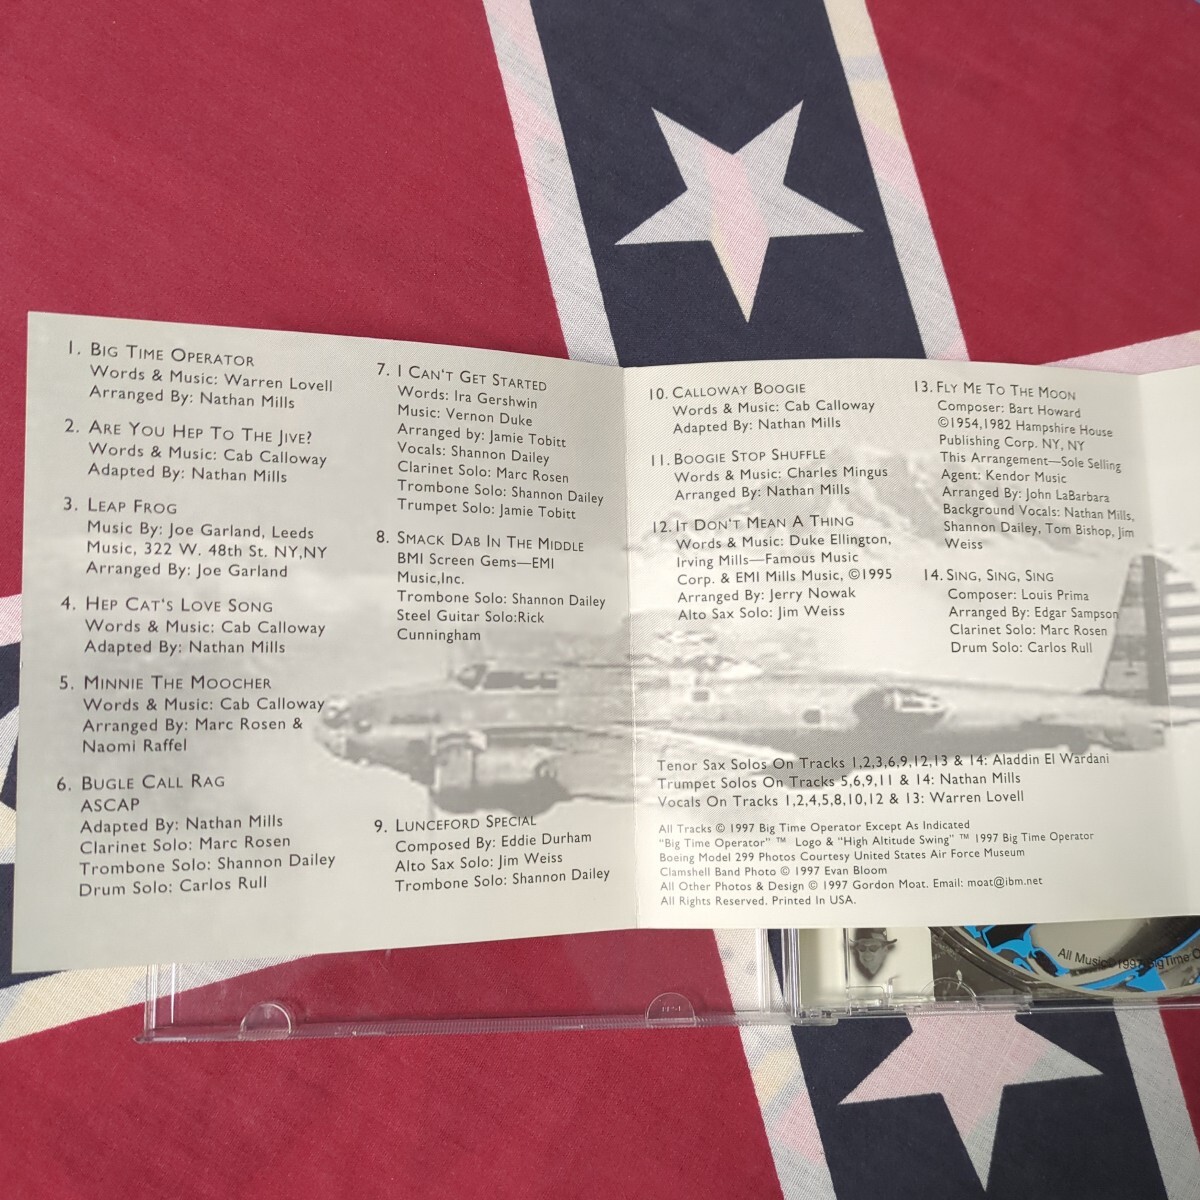 1. BIG TIME OPERATOR
Words & Music: Warren Lovell
Arranged By: Nathan Mills
2. ARE YOU HEP TO THE JIVE?
Words & Music: Cab Calloway
Adapted By: Nathan Mills
3. LEAP FROG
Music By: Joe Garland, Leeds
Music, 322 W. 48th St. NY,NY
Arranged By: Joe Garland
4. HEP CAT'S LOVE SONG
Words & Music: Cab Calloway
Adapted By: Nathan Mills
5. MINNIE THE MOOCHER
Words & Music: Cab Calloway
Arranged By: Marc Rosen &
Naomi Raffel
6. BUGLE CALL RAG
ASCAP
Adapted By: Nathan Mills
Clarinet Solo: Marc Rosen
Trombone Solo: Shannon Dailey
Drum Solo: Carlos Rull
7. I CAN'T GET STARTED
Words: Ira Gershwin
Music: Vernon Duke
Arranged by: Jamie Tobitt
Vocals: Shannon Dailey
Clarinet Solo: Marc Rosen
Trombone Solo: Shannon Dailey
Trumpet Solo: Jamie Tobitt
8. SMACK DAB IN THE MIDDLE
BMI Screen Gems—EMI
Music,Inc.
Trombone Solo: Shannon Dailey
Steel Guitar Solo:Rick
Cunningham
9. LUNCEFORD SPECIAL
Composed By: Eddie Durham
Alto Sax Solo: Jim Weiss
Trombone Solo: Shannon Dailey
10. CALLOWAY BOOGIE
Words & Music: Cab Calloway
Adapted By: Nathan Mills
11. BOOGIE STOP SHUFFLE
Words & Music: Charles Mingus
Arranged By: Nathan Mills
12. IT DON'T MEAN A THING
Words & Music: Duke Ellington,
Irving Mills—Famous Music
Corp. & EMI Mills Music, ©1995
Arranged By: Jerry Nowak
Alto Sax Solo: Jim Weiss
13. FLY ME TO THE MOON
Composer: Bart Howard
©1954,1982 Hampshire House
Publishing Corp. NY, NY
This Arrangement—Sole Selling
Agent: Kendor Music
Arranged By: John LaBarbara
Background Vocals: Nathan Mills,
Shannon Dailey, Tom Bishop, Jim
Weiss
14. SING, SING, SING
Composer: Louis Prima
Arranged By: Edgar Sampson
Clarinet Solo: Marc Rosen
Drum Solo: Carlos Rull
Tenor Sax Solos On Tracks 1,2,3,6,9,12,13 & 14: Aladdin El Wardani
Trumpet Solos On Tracks 5,6,9,11 & 14: Nathan Mills
Vocals On Tracks 1,2,4,5,8,10,12 & 13: Warren Lovell
All Tracks © 1997 Big Time Operator Except As Indicated
"Big Time Operator" ™ Logo & "High Altitude Swing" ™ 1997 Big Time Operator
Boeing Model 299 Photos Courtesy United States Air Force Museum
Clamshell Band Photo © 1997 Evan Bloom
All Other Photos & Design © 1997 Gordon Moat. Email: moat@ibm.net
All Rights Reserved. Printed In USA.
All Music©1997 BigTime